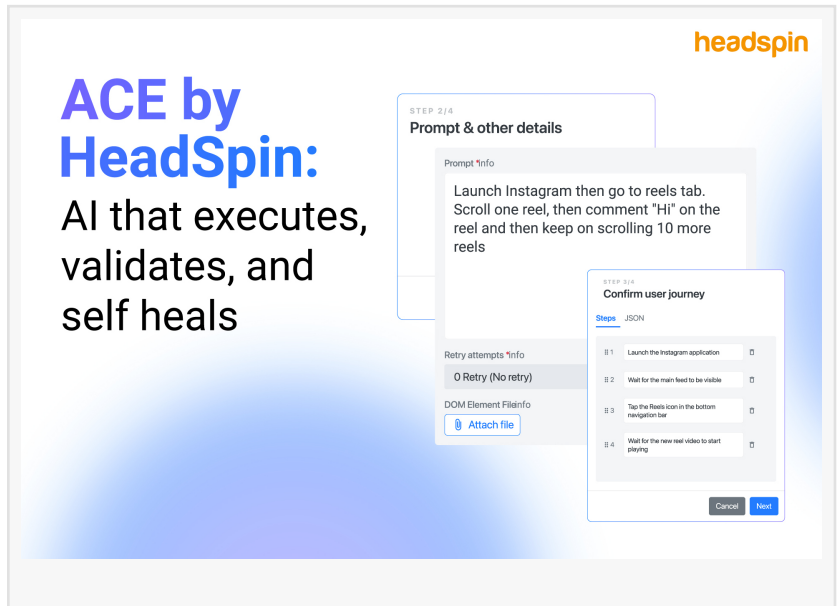 headspin
ACE by
HeadSpin:
AI that executes,
validates, and
self heals
STEP 2/4
Prompt & other details
Prompt *info
Launch Instagram then go to reels tab.
Scroll one reel, then comment "Hi" on the
reel and then keep on scrolling 10 more
reels
Retry attempts *info
0 Retry (No retry)
DOM Element Fileinfo
Attach file
STEP 3/4
Confirm user journey
Steps JSON
1 Launch the Instagram application
2 Wait for the main feed to be visible
3 Tap the Reels icon in the bottom
navigation bar
4 Wait for the new reel video to start
playing
Cancel Next